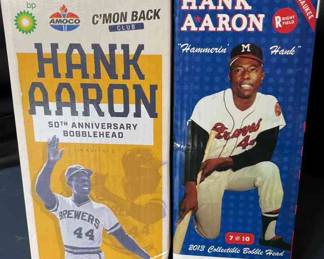 bp
AMOCO
C'MON BACK
CLUB
HANK
AARON
50TH ANNIVERSARY
BOBBLEHEAD
BREWERS
44
HANK
AARON
RIGHT
FIELD
"Hammerin' Hank"
M
Braves
7 of 10
2013 Collectible Bobble Head